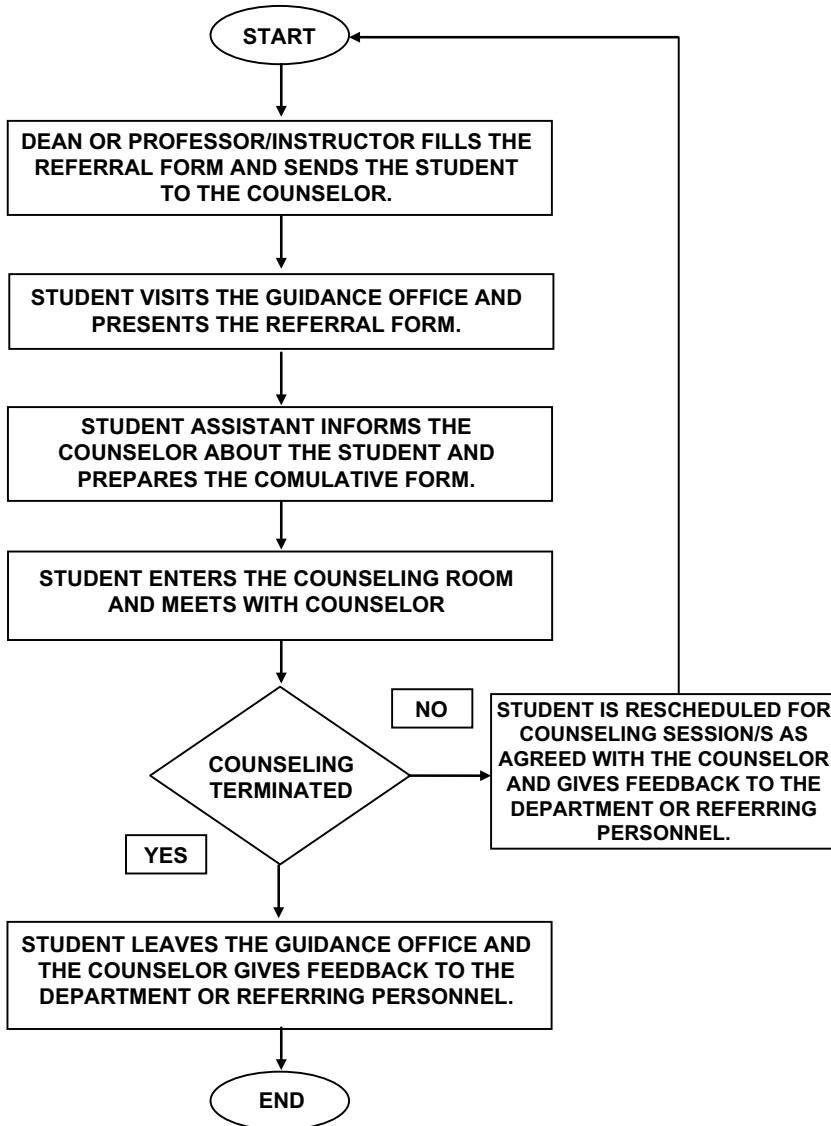 START
DEAN OR PROFESSOR/INSTRUCTOR FILLS THE
REFERRAL FORM AND SENDS THE STUDENT
TO THE COUNSELOR.
STUDENT VISITS THE GUIDANCE OFFICE AND
PRESENTS THE REFERRAL FORM.
STUDENT ASSISTANT INFORMS THE
COUNSELOR ABOUT THE STUDENT AND
PREPARES THE COMULATIVE FORM.
STUDENT ENTERS THE COUNSELING ROOM
AND MEETS WITH COUNSELOR
COUNSELING
TERMINATED
NO
STUDENT IS RESCHEDULED FOR
COUNSELING SESSION/S AS
AGREED WITH THE COUNSELOR
AND GIVES FEEDBACK TO THE
DEPARTMENT OR REFERRING
PERSONNEL.
YES
STUDENT LEAVES THE GUIDANCE OFFICE AND
THE COUNSELOR GIVES FEEDBACK TO THE
DEPARTMENT OR REFERRING PERSONNEL.
END